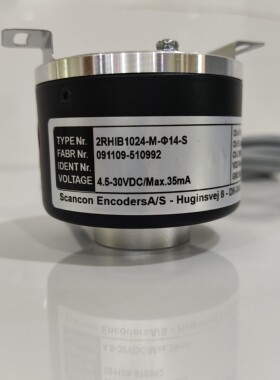 TYPE Nr. 2RHIB1024-M-Φ14-S
FABR Nr. 091109-510992
IDENT Nr.
VOLTAGE 4.5-30VDC/Max.35mA
Scancon EncodersA/S - Huginsvej 8 -